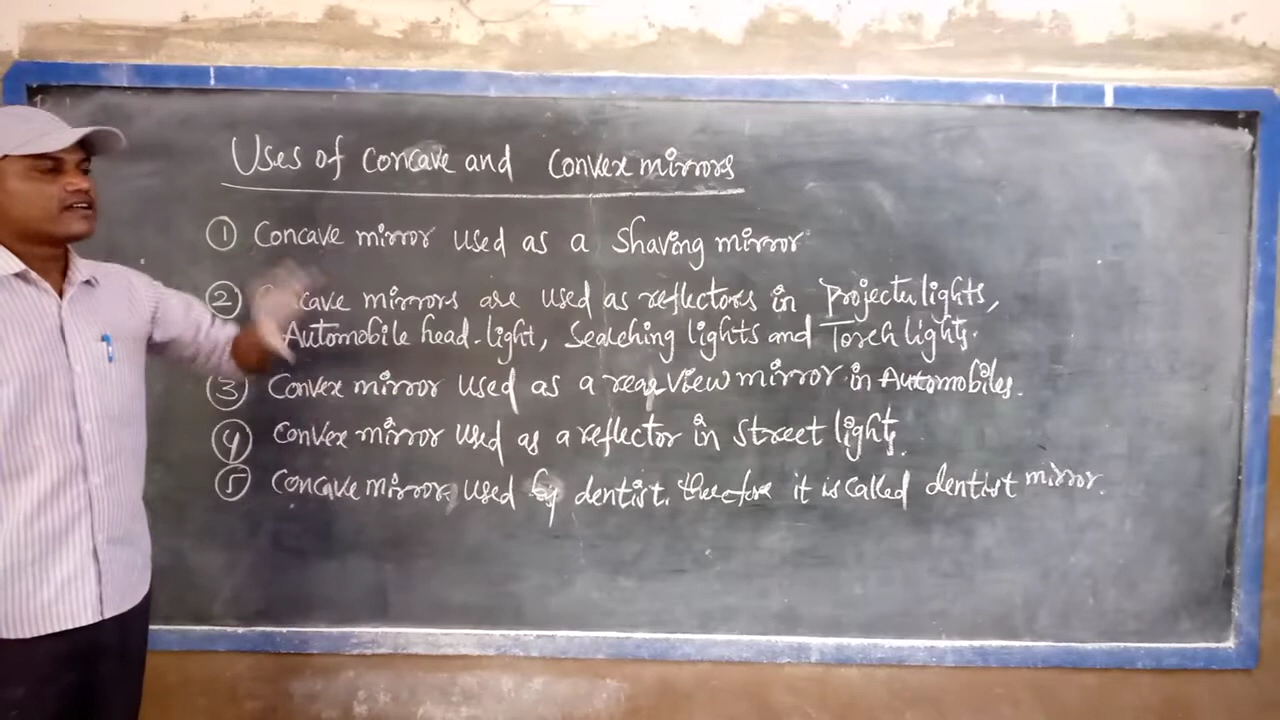 Uses of Concave and Convex mirrors
① Concave mirror used as a Shaving mirror
② Concave mirrors are used as reflectors in Projecter lights,
Automobile head-light, Searching lights and Torch lights.
③ Convex mirror used as a rear view mirror in Automobiles.
④ Convex mirror used as a reflector in street light.
⑤ Concave mirror used by dentist. therefore it is called dentist mirror.